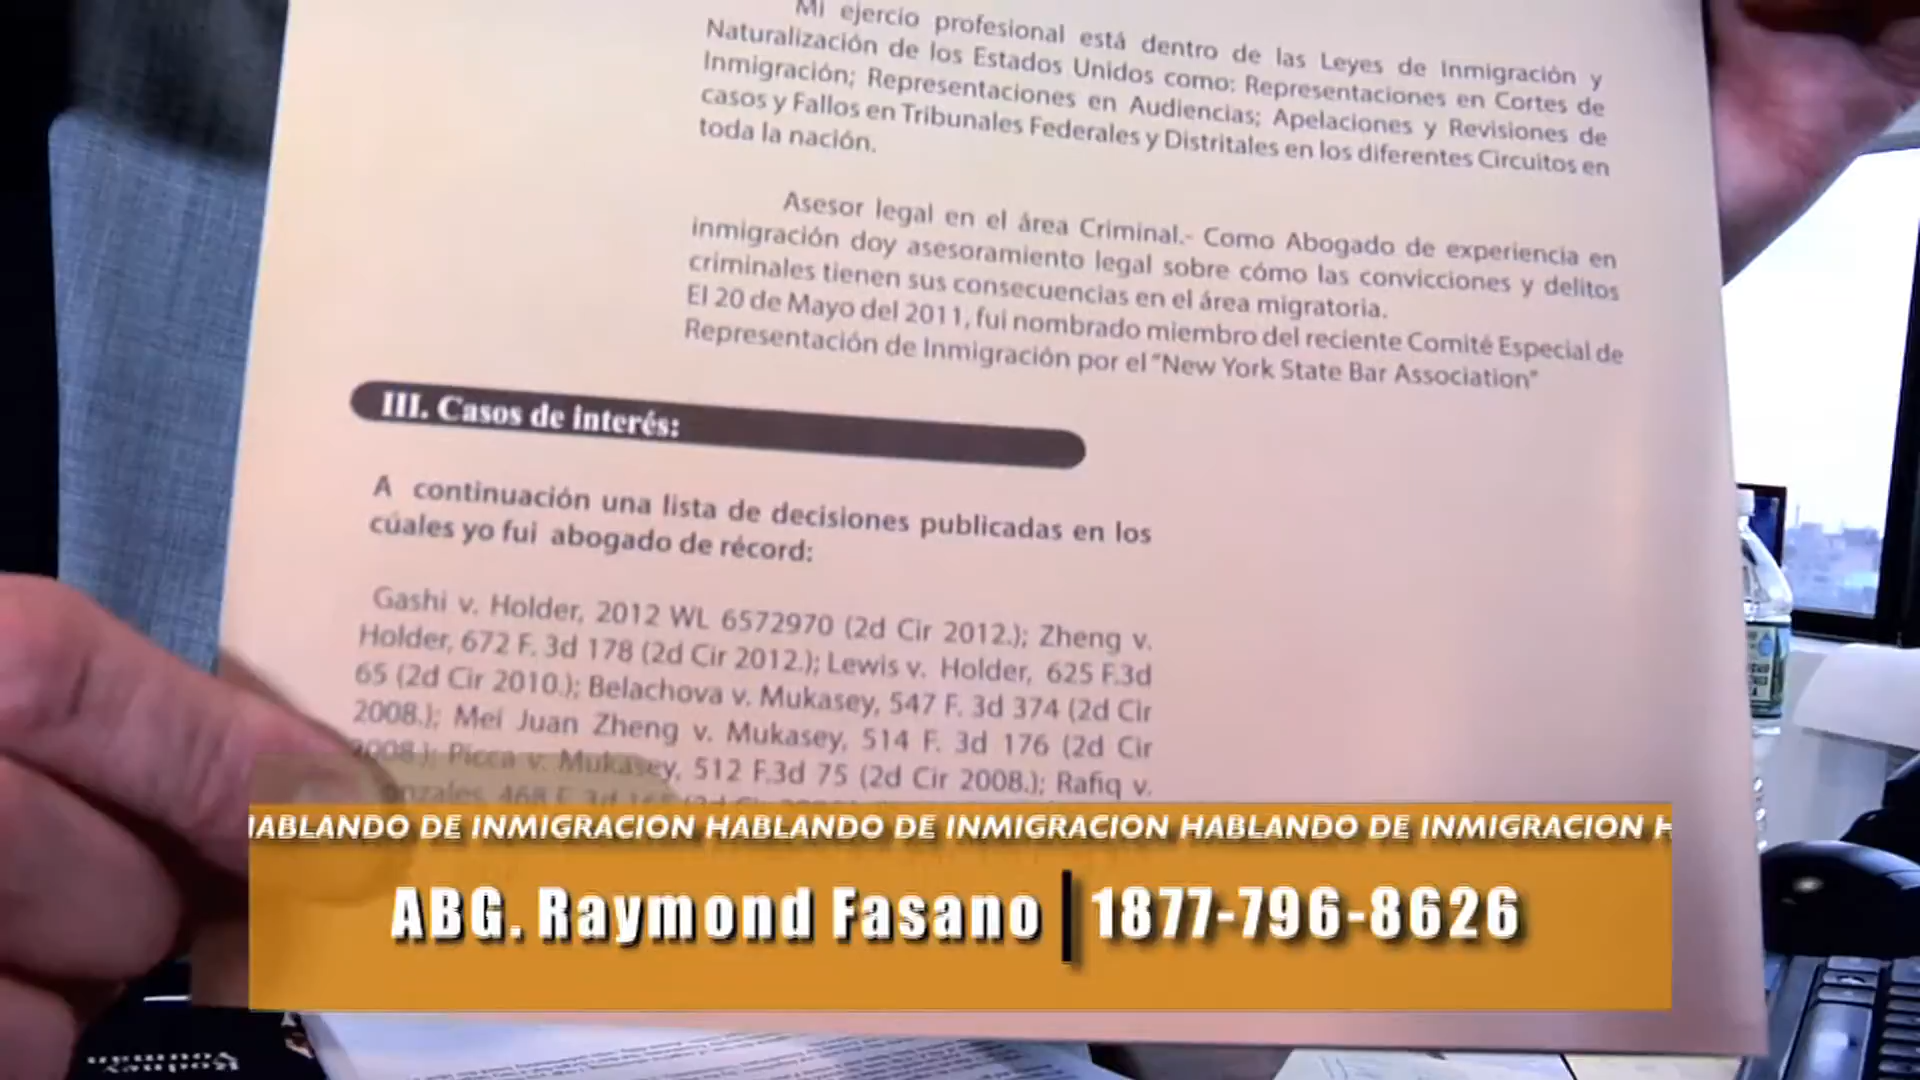 Mi ejercio profesional está dentro de las Leyes de Inmigración y
Naturalización de los Estados Unidos como: Representaciones en Cortes de
Inmigración; Representaciones en Audiencias; Apelaciones y Revisiones de
casos y Fallos en Tribunales Federales y Distritales en los diferentes Circuitos en
toda la nación.
Asesor legal en el área Criminal.- Como Abogado de experiencia en
inmigración doy asesoramiento legal sobre cómo las convicciones y delitos
criminales tienen sus consecuencias en el área migratoria.
El 20 de Mayo del 2011, fui nombrado miembro del reciente Comité Especial de
Representación de Inmigración por el "New York State Bar Association"
III. Casos de interés:
A continuación una lista de decisiones publicadas en los
cúales yo fui abogado de récord:
Gashi v. Holder, 2012 WL 6572970 (2d Cir 2012.); Zheng v.
Holder, 672 F. 3d 178 (2d Cir 2012.); Lewis v. Holder, 625 F.3d
65 (2d Cir 2010.); Belachova v. Mukasey, 547 F. 3d 374 (2d Cir
2008.); Mei Juan Zheng v. Mukasey, 514 F. 3d 176 (2d Cir
2008.); Picca v. Mukasey, 512 F.3d 75 (2d Cir 2008.); Rafiq v.
468 F. 3d
HABLANDO DE INMIGRACION HABLANDO DE INMIGRACION HABLANDO DE INMIGRACION H
ABG. Raymond Fasano | 1877-796-8626